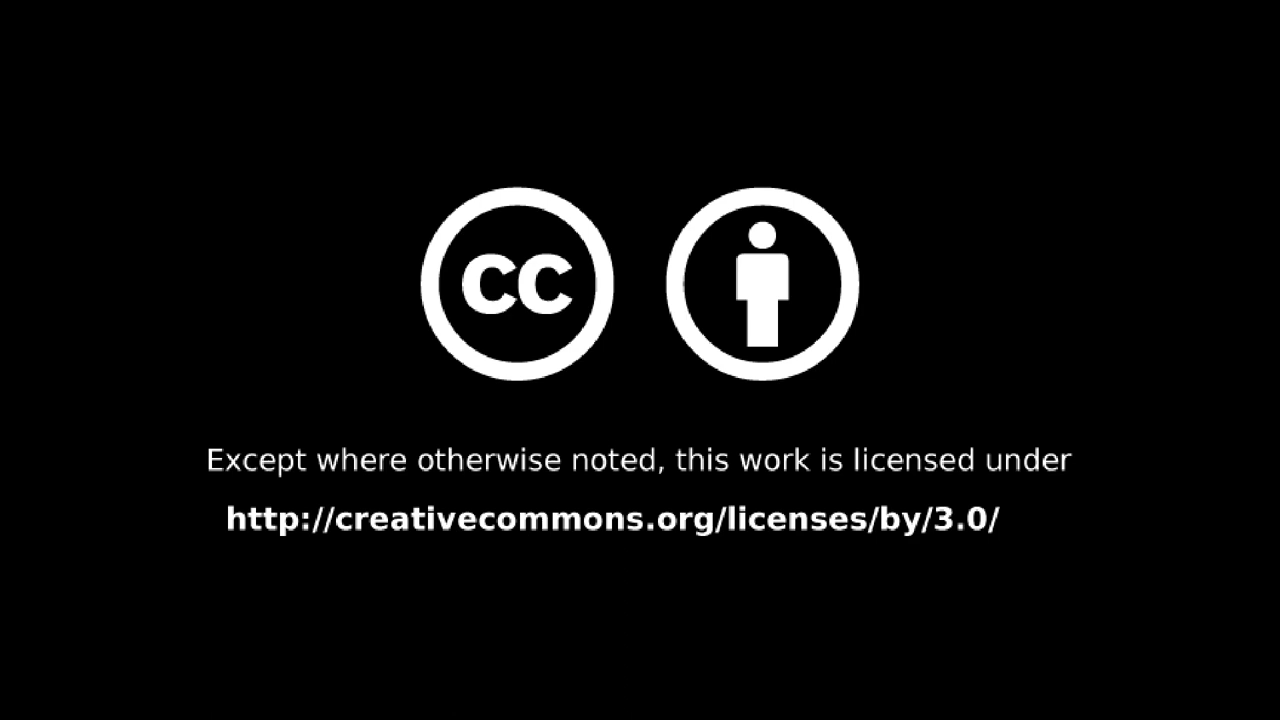 cc
Except where otherwise noted, this work is licensed under
http://creativecommons.org/licenses/by/3.0/